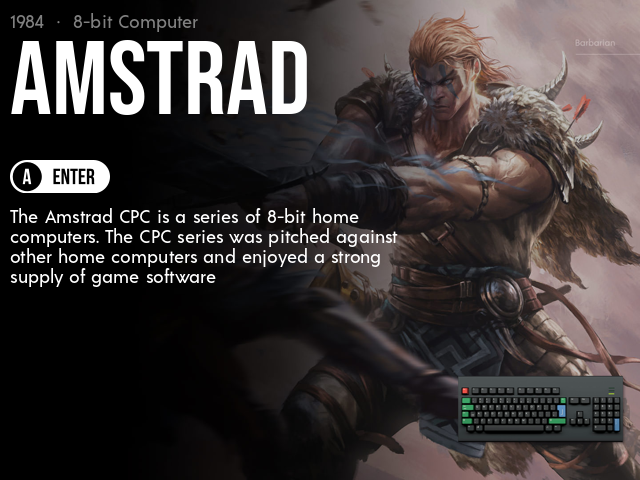 1984 · 8-bit Computer
Barbarian
AMSTRAD
A ENTER
The Amstrad CPC is a series of 8-bit home
computers. The CPC series was pitched against
other home computers and enjoyed a strong
supply of game software